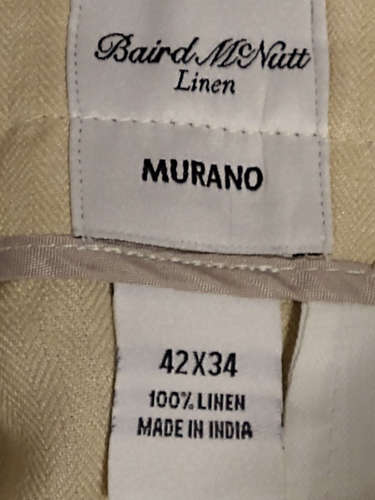 Baird McNutt
Linen
MURANO
42X34
100% LINEN
MADE IN INDIA